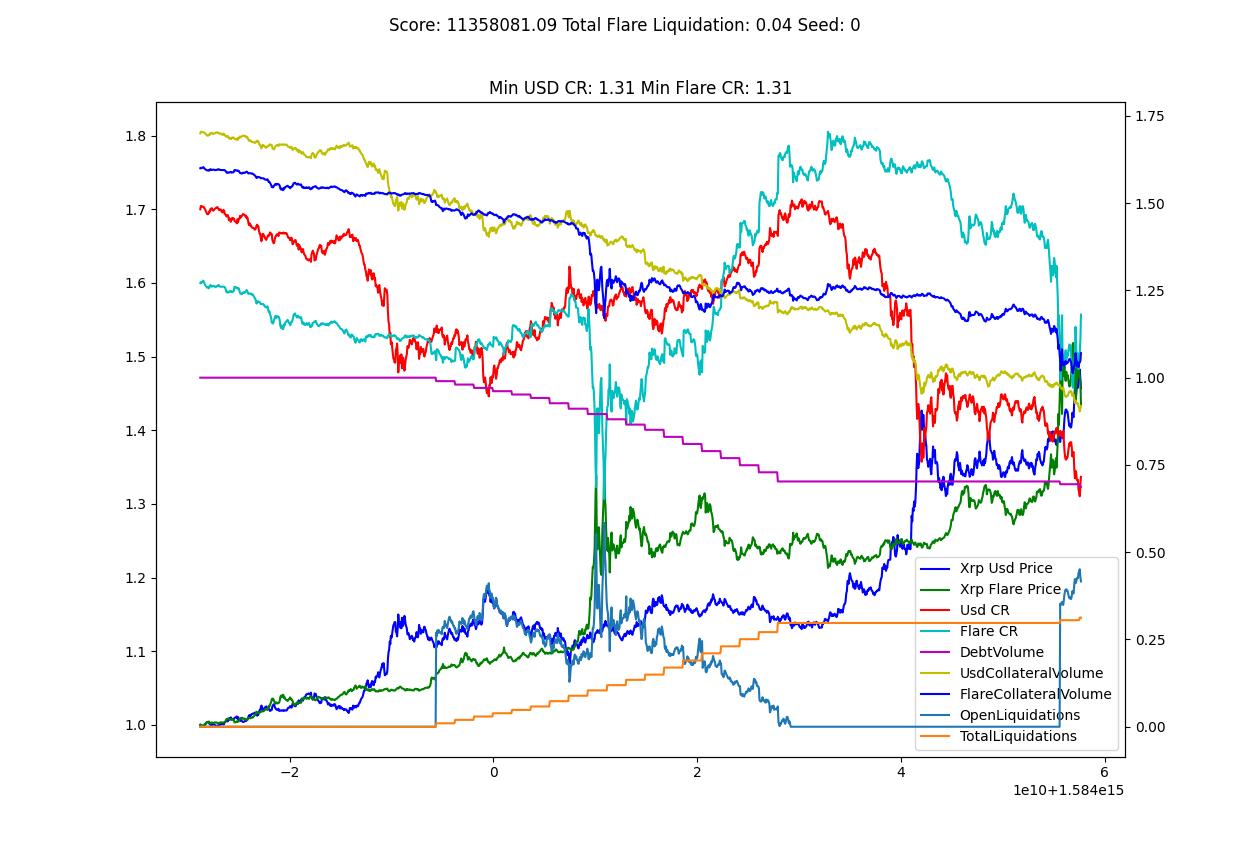 Score: 11358081.09 Total Flare Liquidation: 0.04 Seed: 0
Min USD CR: 1.31 Min Flare CR: 1.31
1.8
1.7
1.6
1.5
1.4
1.3
1.2
1.1
1.0
1.75
1.50
1.25
1.00
0.75
0.50
0.25
0.00
Xrp Usd Price
Xrp Flare Price
Usd CR
Flare CR
DebtVolume
UsdCollateralVolume
FlareCollateralVolume
OpenLiquidations
TotalLiquidations
−2
0
2
4
6
1e10+1.584e15